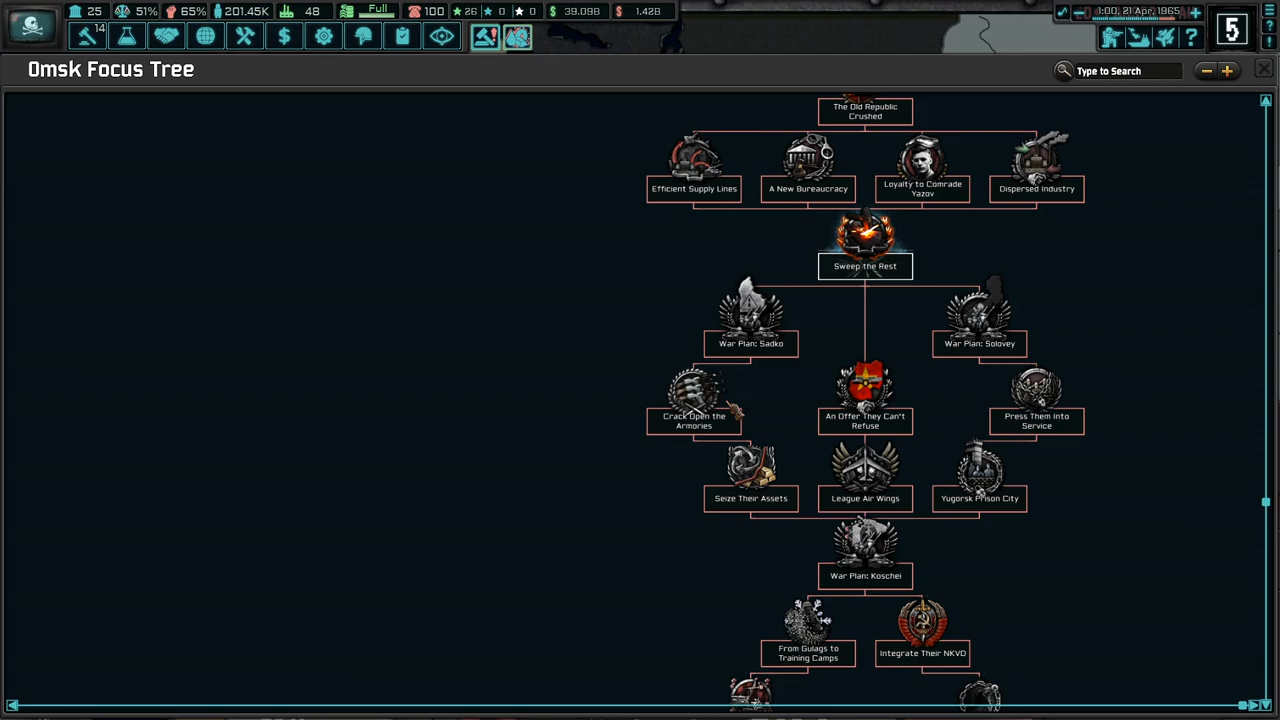 25 51% 65% 201.45K 48 Full 100 26 0 0 $ 39.09B $ 1.42B 1:00, 21 Apr, 1965
14
5
Omsk Focus Tree
Type to Search
The Old Republic
Crushed
Efficient Supply Lines
A New Bureaucracy
Loyalty to Comrade
Yazov
Dispersed Industry
Sweep the Rest
War Plan: Sadko
War Plan: Solovey
Crack Open the
Armories
An Offer They Can't
Refuse
Press Them Into
Service
Seize Their Assets
League Air Wings
Yugorsk Prison City
War Plan: Koschei
From Gulags to
Training Camps
Integrate Their NKVD